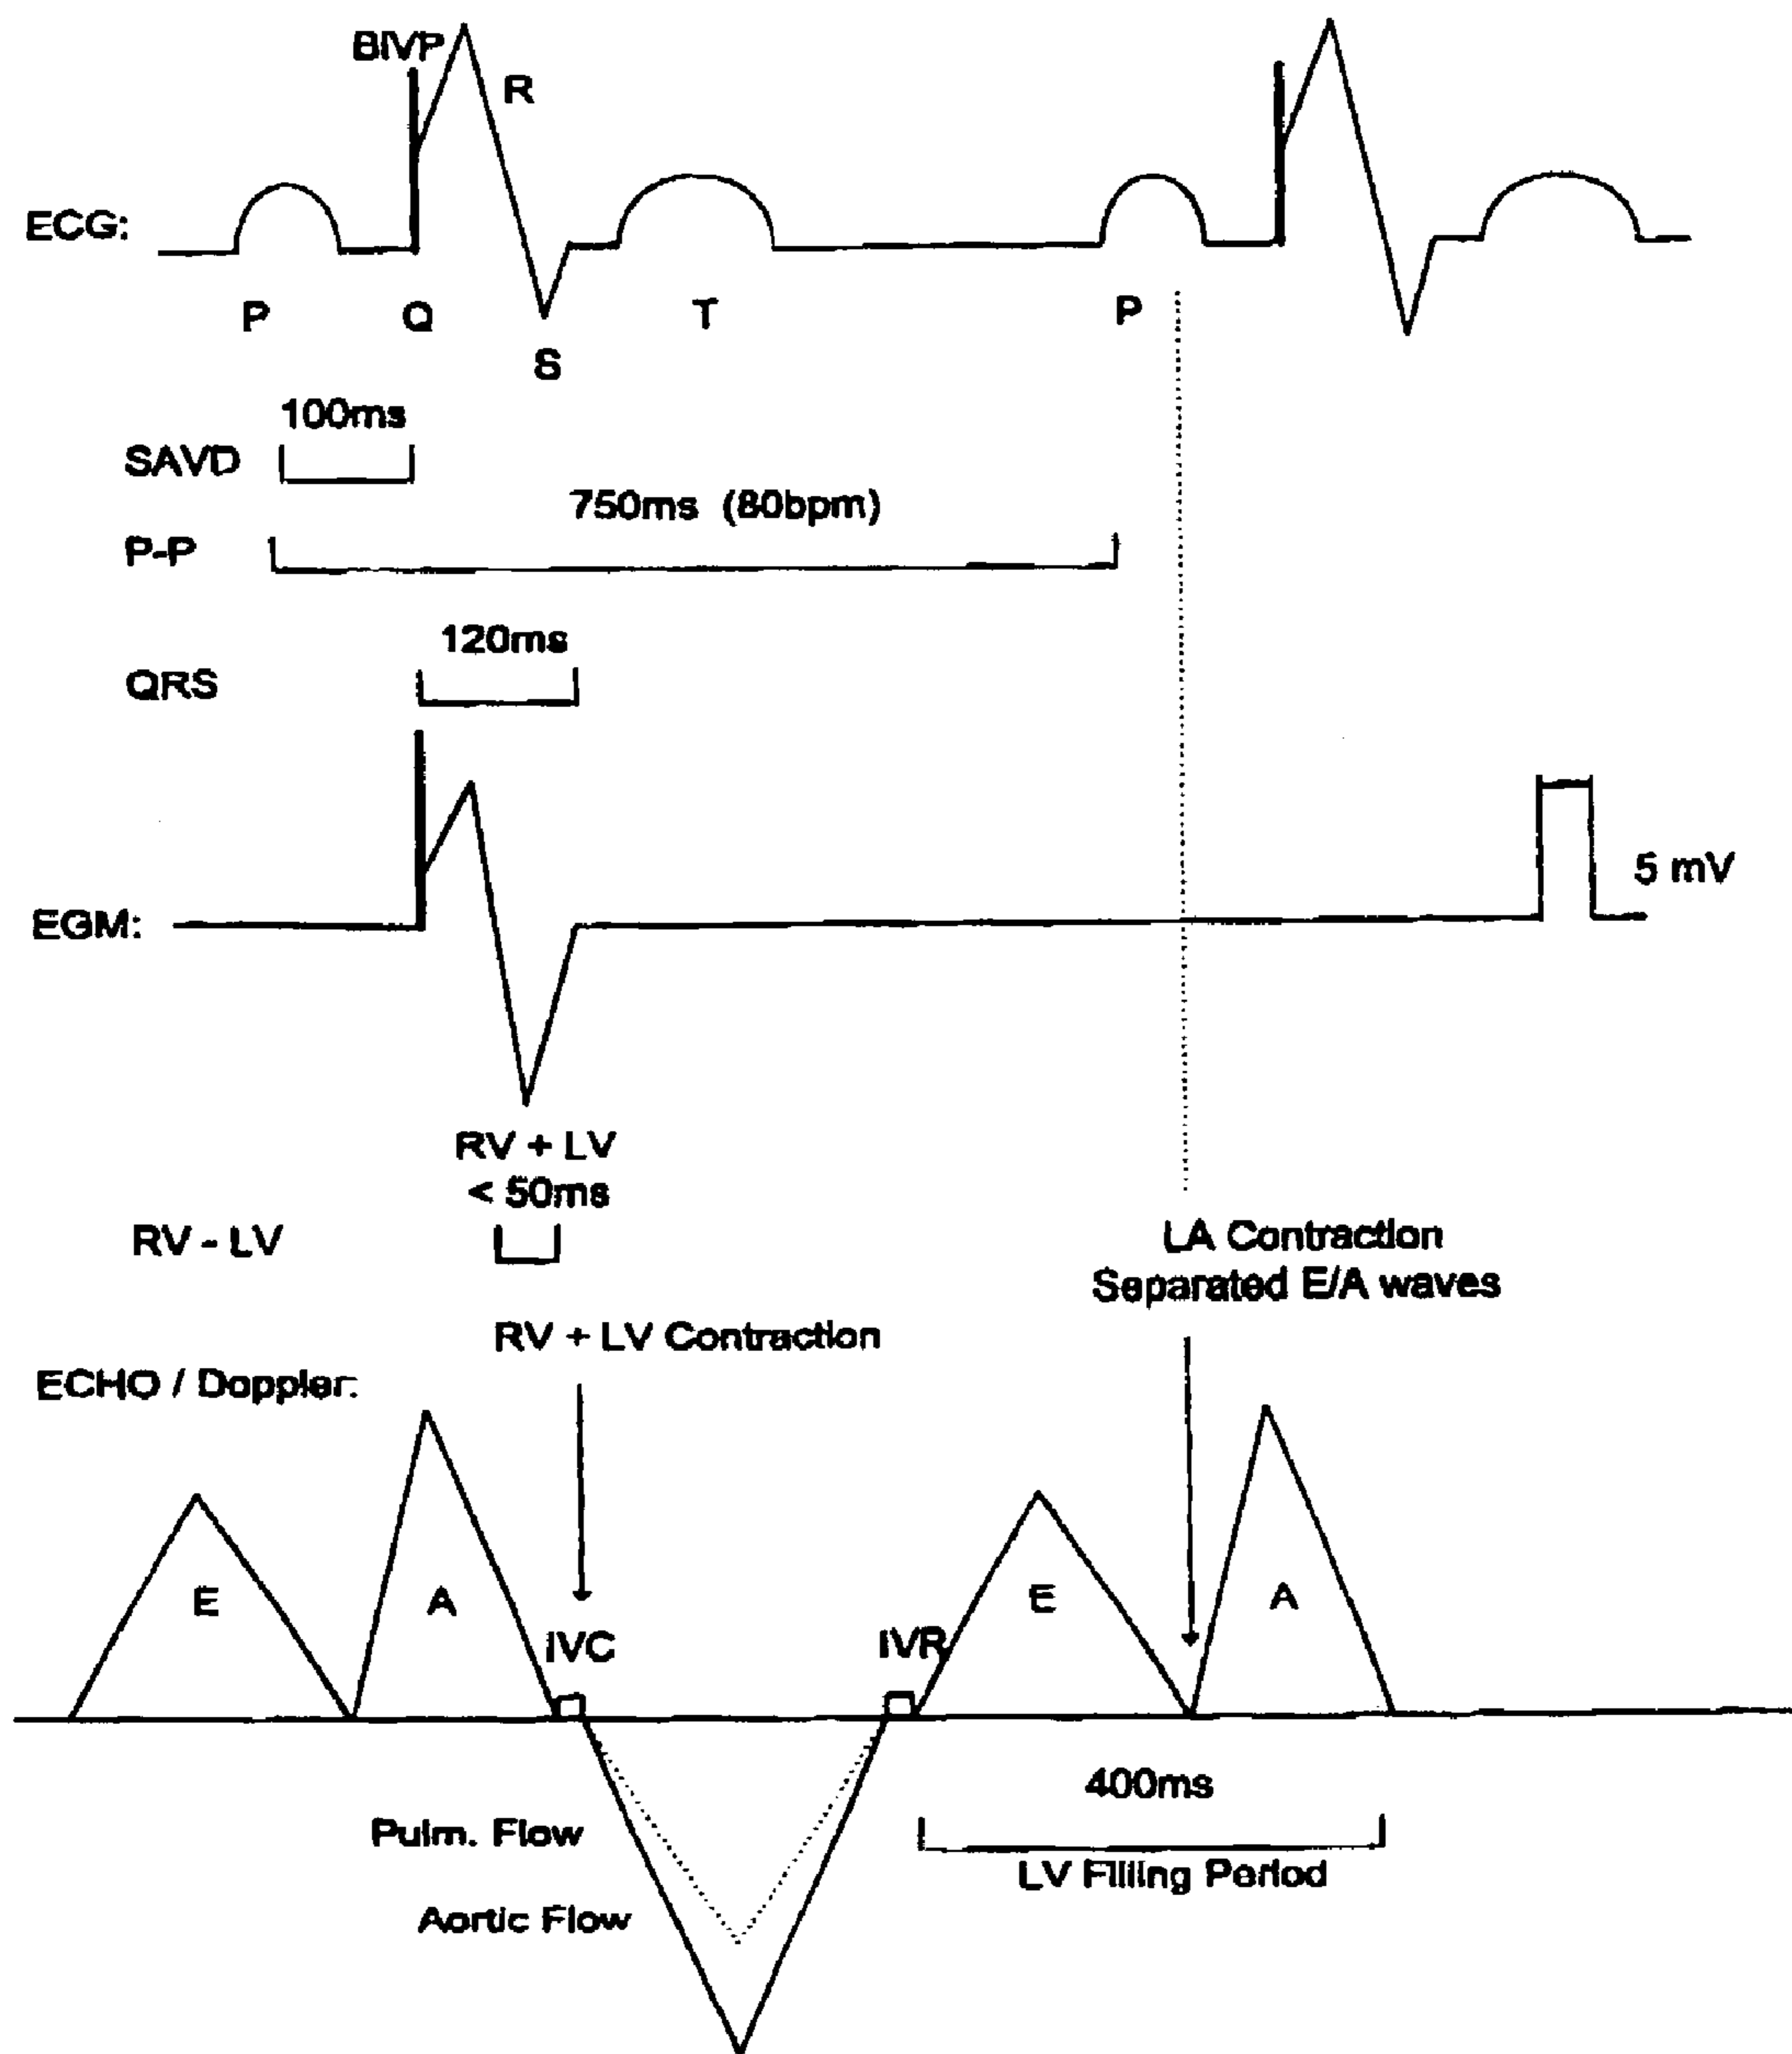 BIVP
R
ECG:
P Q T P
S
100ms
SAVD
750ms (80bpm)
P-P
120ms
QRS
5 mV
EGM:
RV + LV
< 50ms
RV - LV
LA Contraction
Separated E/A waves
RV + LV Contraction
ECHO / Doppler:
E A E A
IVC IVR
400ms
Pulm. Flow
LV Filling Period
Aortic Flow